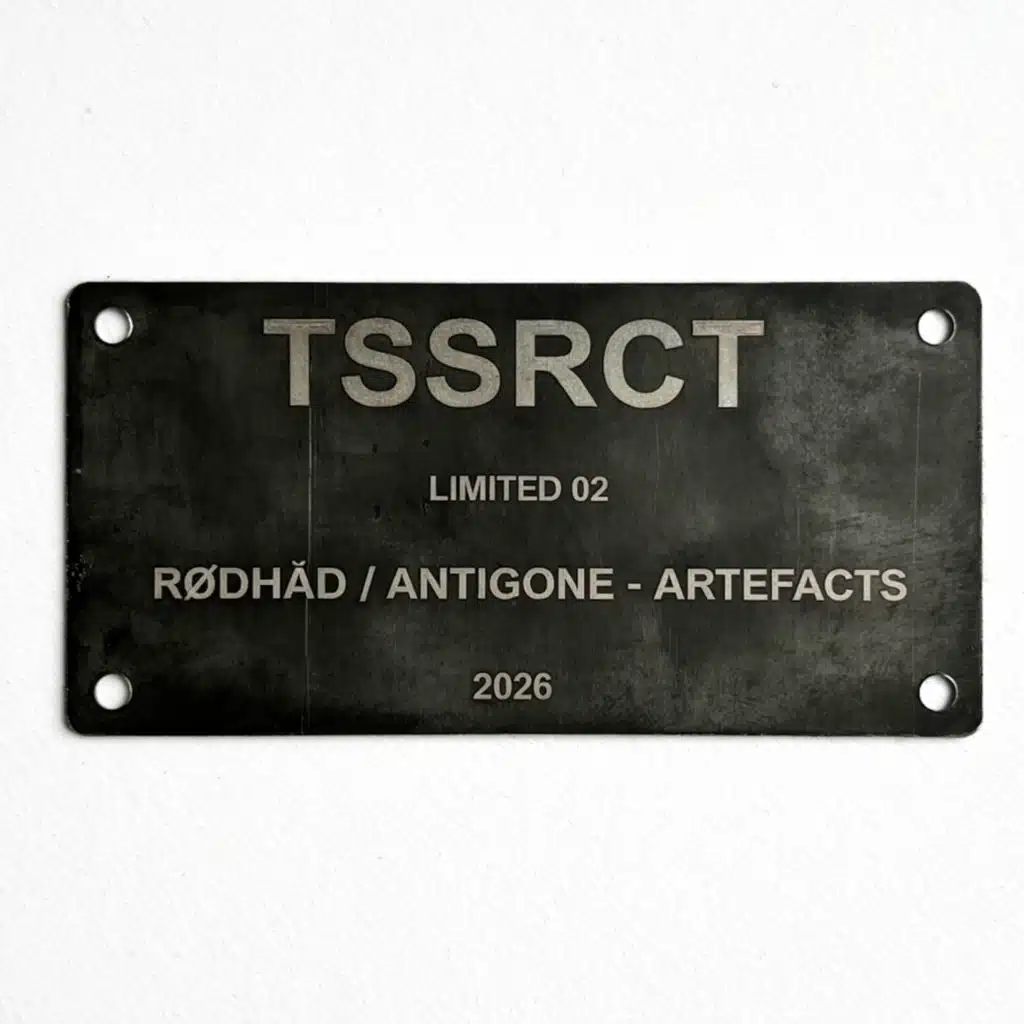 TSSRCT
LIMITED 02
RØDHĂD / ANTIGONE - ARTEFACTS
2026